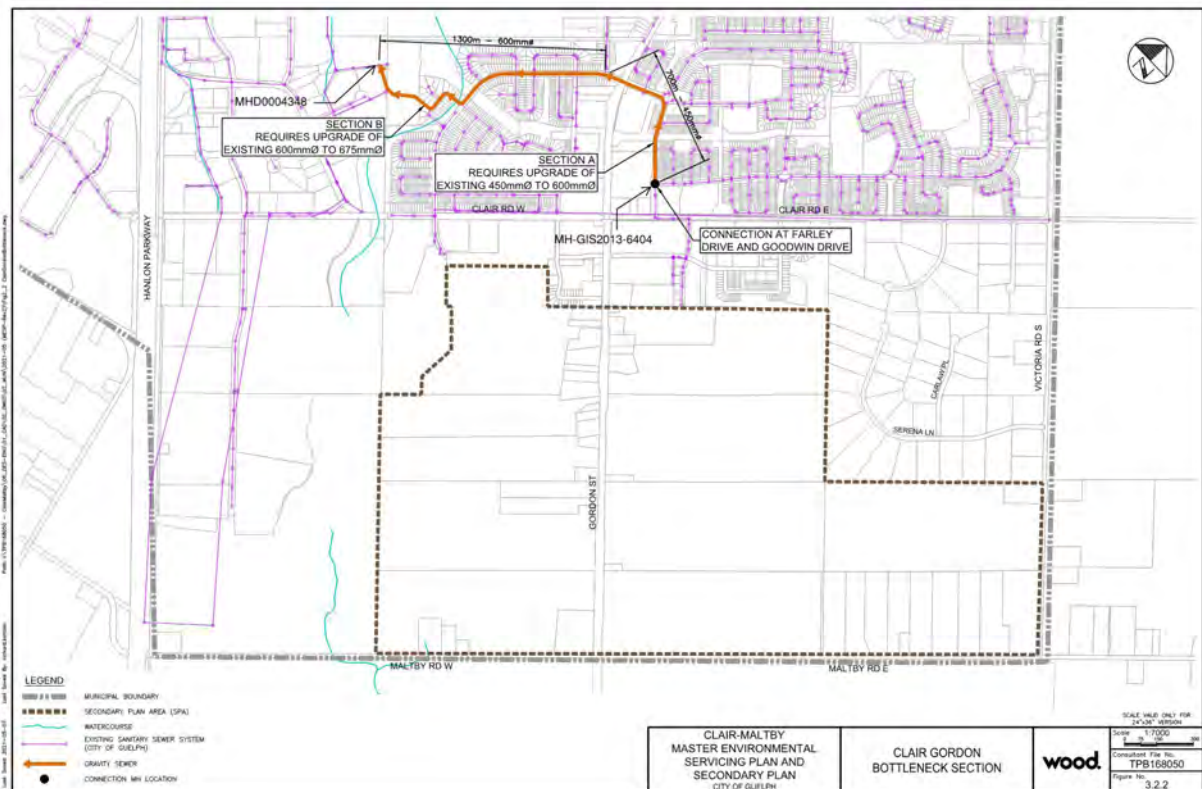 1300m - 600mmØ
700m - 450mmØ
MHD0004348
SECTION B
REQUIRES UPGRADE OF
EXISTING 600mmØ TO 675mmØ
SECTION A
REQUIRES UPGRADE OF
EXISTING 450mmØ TO 600mmØ
CLAIR RD W
CLAIR RD E
MH-GIS2013-6404
CONNECTION AT FARLEY
DRIVE AND GOODWIN DRIVE
HANLON PARKWAY
GORDON ST
VICTORIA RD S
CARLAW PL
SERENA LN
MALTBY RD W
MALTBY RD E
LEGEND
MUNICIPAL BOUNDARY
SECONDARY PLAN AREA (SPA)
WATERCOURSE
EXISTING SANITARY SEWER SYSTEM
(CITY OF GUELPH)
GRAVITY SEWER
CONNECTION MH LOCATION
CLAIR-MALTBY
MASTER ENVIRONMENTAL
SERVICING PLAN AND
SECONDARY PLAN
CITY OF GUELPH
CLAIR GORDON
BOTTLENECK SECTION
wood.
SCALE VALID ONLY FOR
24"x36" VERSION
Scale 1:7000
Consultant File No.
TPB168050
Figure No.
3.2.2